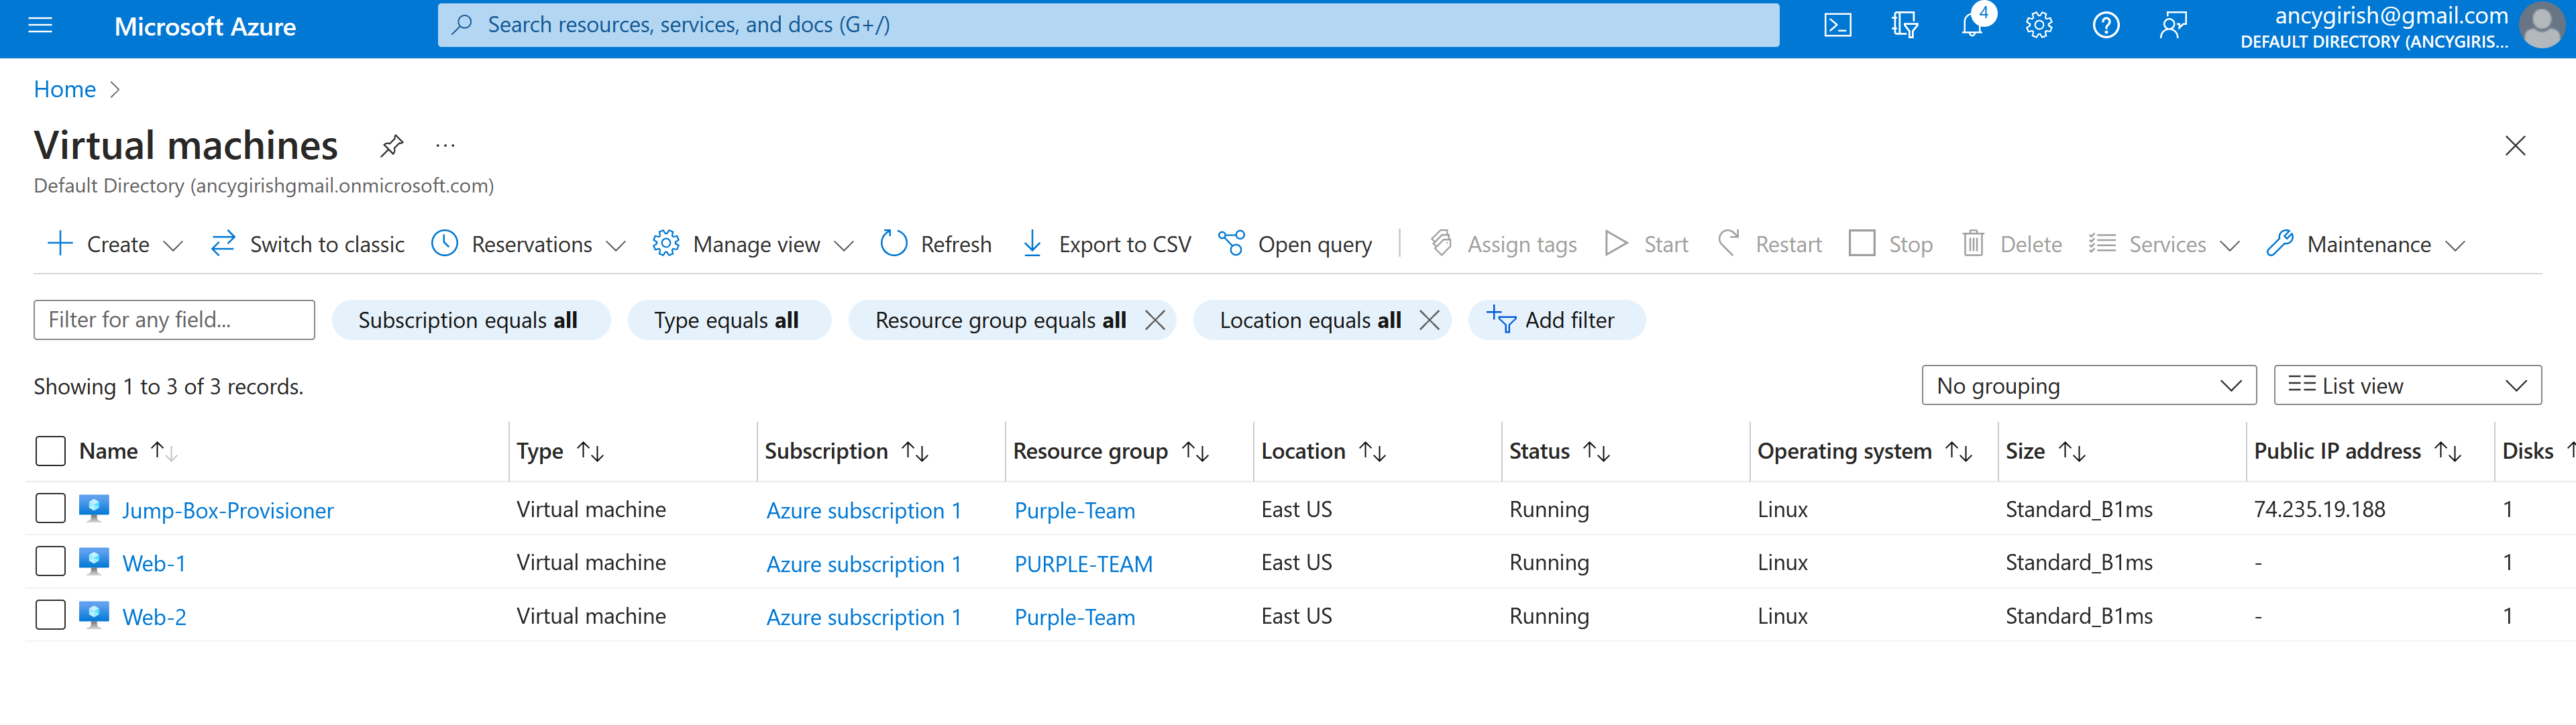 Microsoft Azure
Search resources, services, and docs (G+/)
4
ancygirish@gmail.com
DEFAULT DIRECTORY (ANCYGIRIS...
Home
Virtual machines
...
Default Directory (ancygirishgmail.onmicrosoft.com)
Create Switch to classic Reservations Manage view Refresh Export to CSV Open query Assign tags Start Restart Stop Delete Services Maintenance
Filter for any field... Subscription equals all Type equals all Resource group equals all Location equals all Add filter
Showing 1 to 3 of 3 records.
No grouping List view
Name Type Subscription Resource group Location Status Operating system Size Public IP address Disks
Jump-Box-Provisioner Virtual machine Azure subscription 1 Purple-Team East US Running Linux Standard_B1ms 74.235.19.188 1
Web-1 Virtual machine Azure subscription 1 PURPLE-TEAM East US Running Linux Standard_B1ms - 1
Web-2 Virtual machine Azure subscription 1 Purple-Team East US Running Linux Standard_B1ms - 1